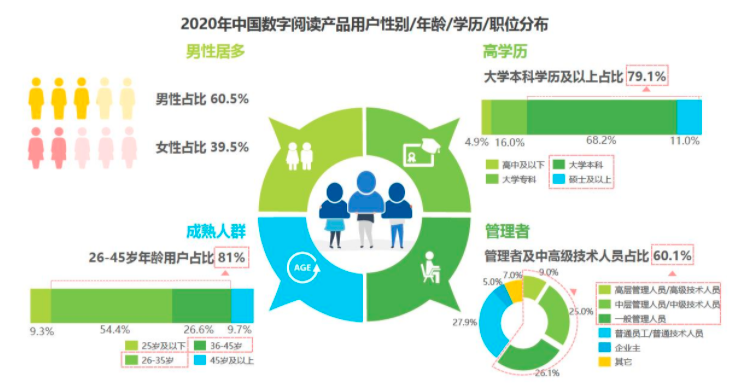 2020年中国数字阅读产品用户性别/年龄/学历/职位分布
男性居多
男性占比 60.5%
女性占比 39.5%
高学历
大学本科学历及以上占比 79.1%
4.9% 16.0% 68.2% 11.0%
高中及以下 大学本科
大学专科 硕士及以上
AGE
成熟人群
26-45岁年龄用户占比 81%
9.3% 54.4% 26.6% 9.7%
25岁及以下 36-45岁
26-35岁 45岁及以上
管理者
管理者及中高级技术人员占比 60.1%
5.0% 7.0% 9.0%
25.0%
27.9%
26.1%
高层管理人员/高级技术人员
中层管理人员/中级技术人员
一般管理人员
普通员工/普通技术人员
企业主
其它